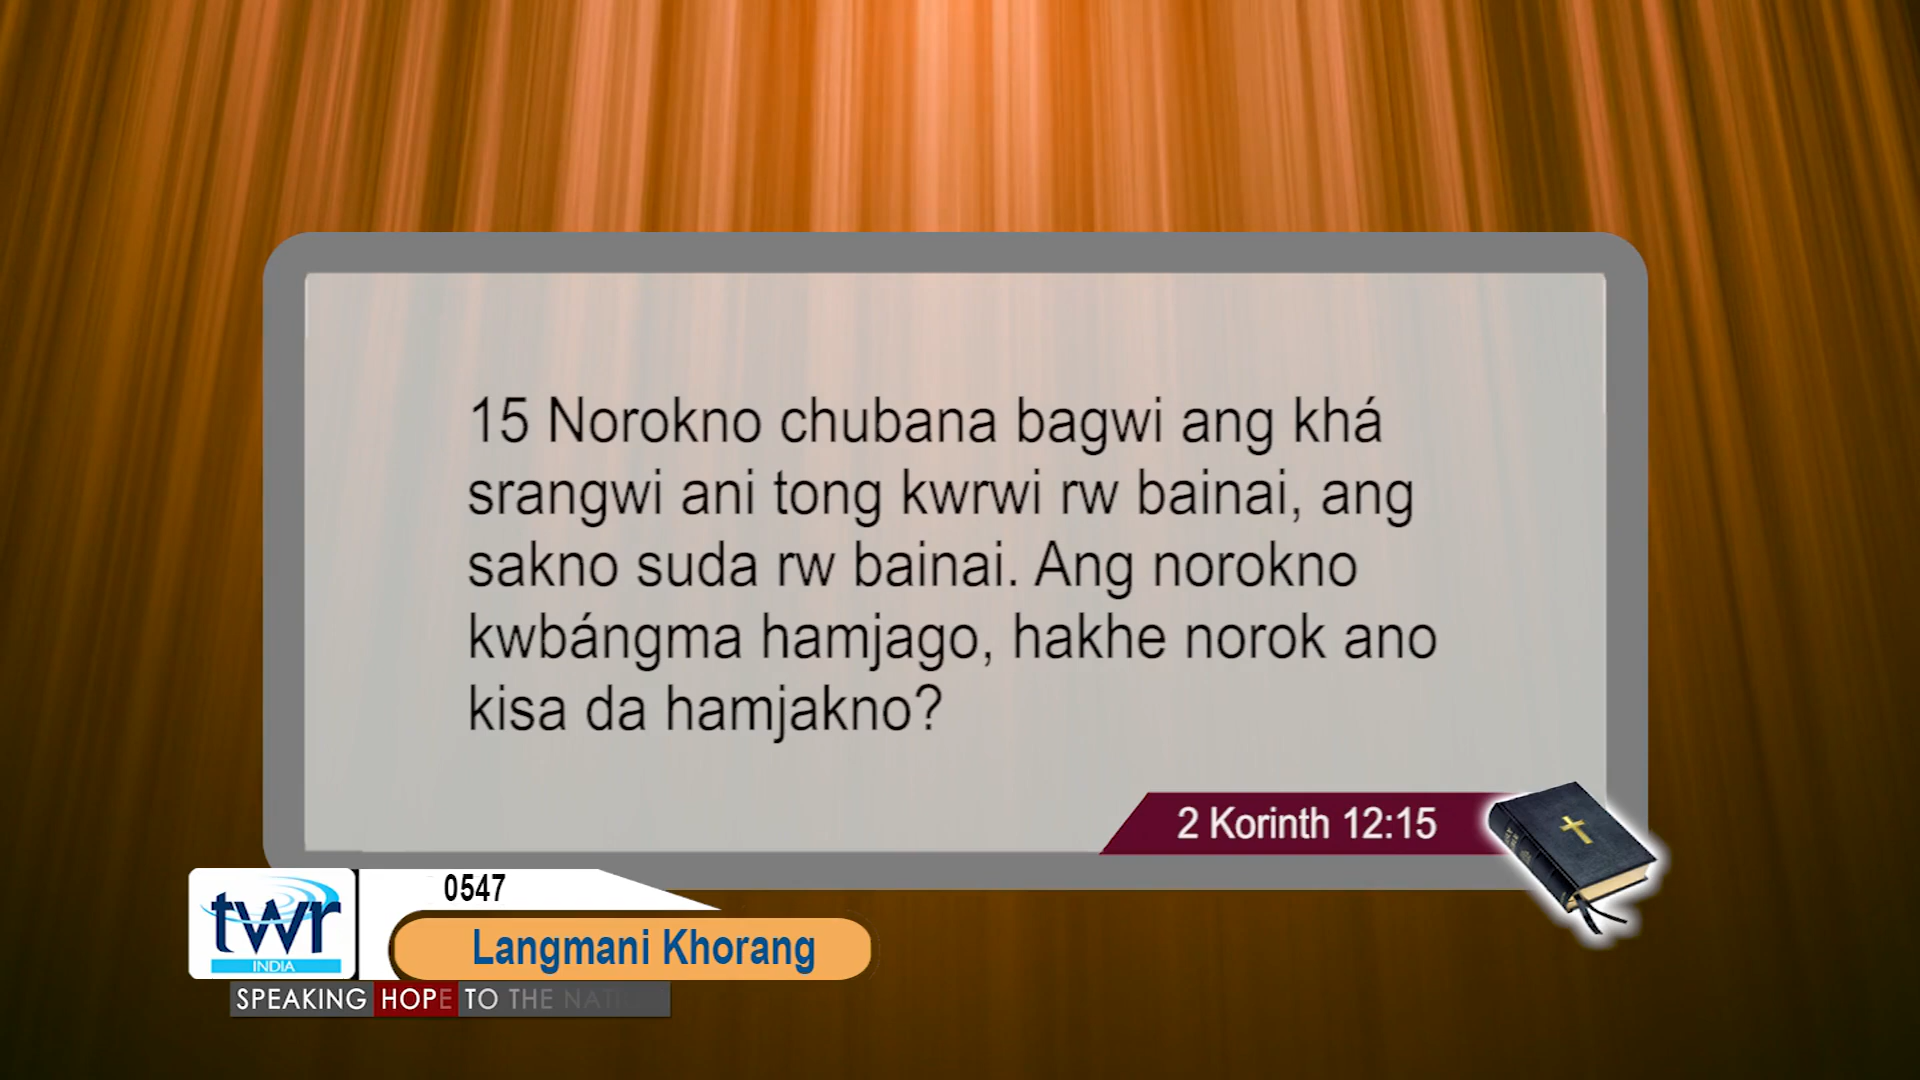 15 Norokno chubana bagwi ang khá
srangwi ani tong kwrwi rw bainai, ang
sakno suda rw bainai. Ang norokno
kwbángma hamjago, hakhe norok ano
kisa da hamjakno?
2 Korinth 12:15
0547
twr
INDIA
Langmani Khorang
SPEAKING HOPE TO THE NAT